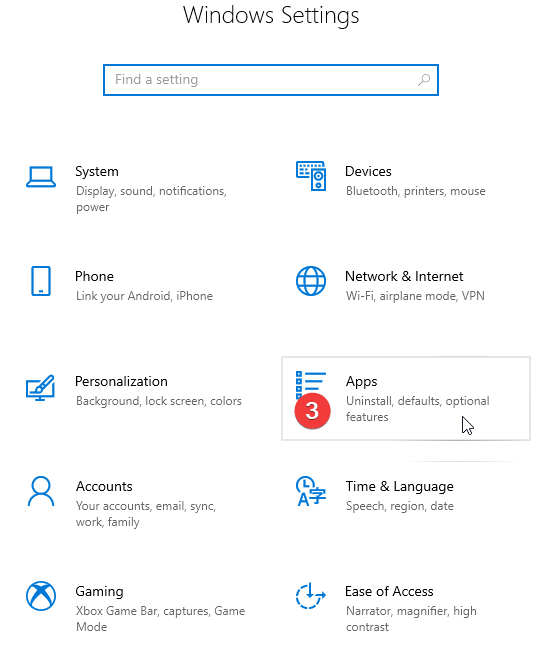 Windows Settings
Find a setting
System
Display, sound, notifications,
power
Devices
Bluetooth, printers, mouse
Phone
Link your Android, iPhone
Network & Internet
Wi-Fi, airplane mode, VPN
Personalization
Background, lock screen, colors
Apps
Uninstall, defaults, optional
features
3
Accounts
Your accounts, email, sync,
work, family
Time & Language
Speech, region, date
A字
Gaming
Xbox Game Bar, captures, Game
Mode
Ease of Access
Narrator, magnifier, high
contrast